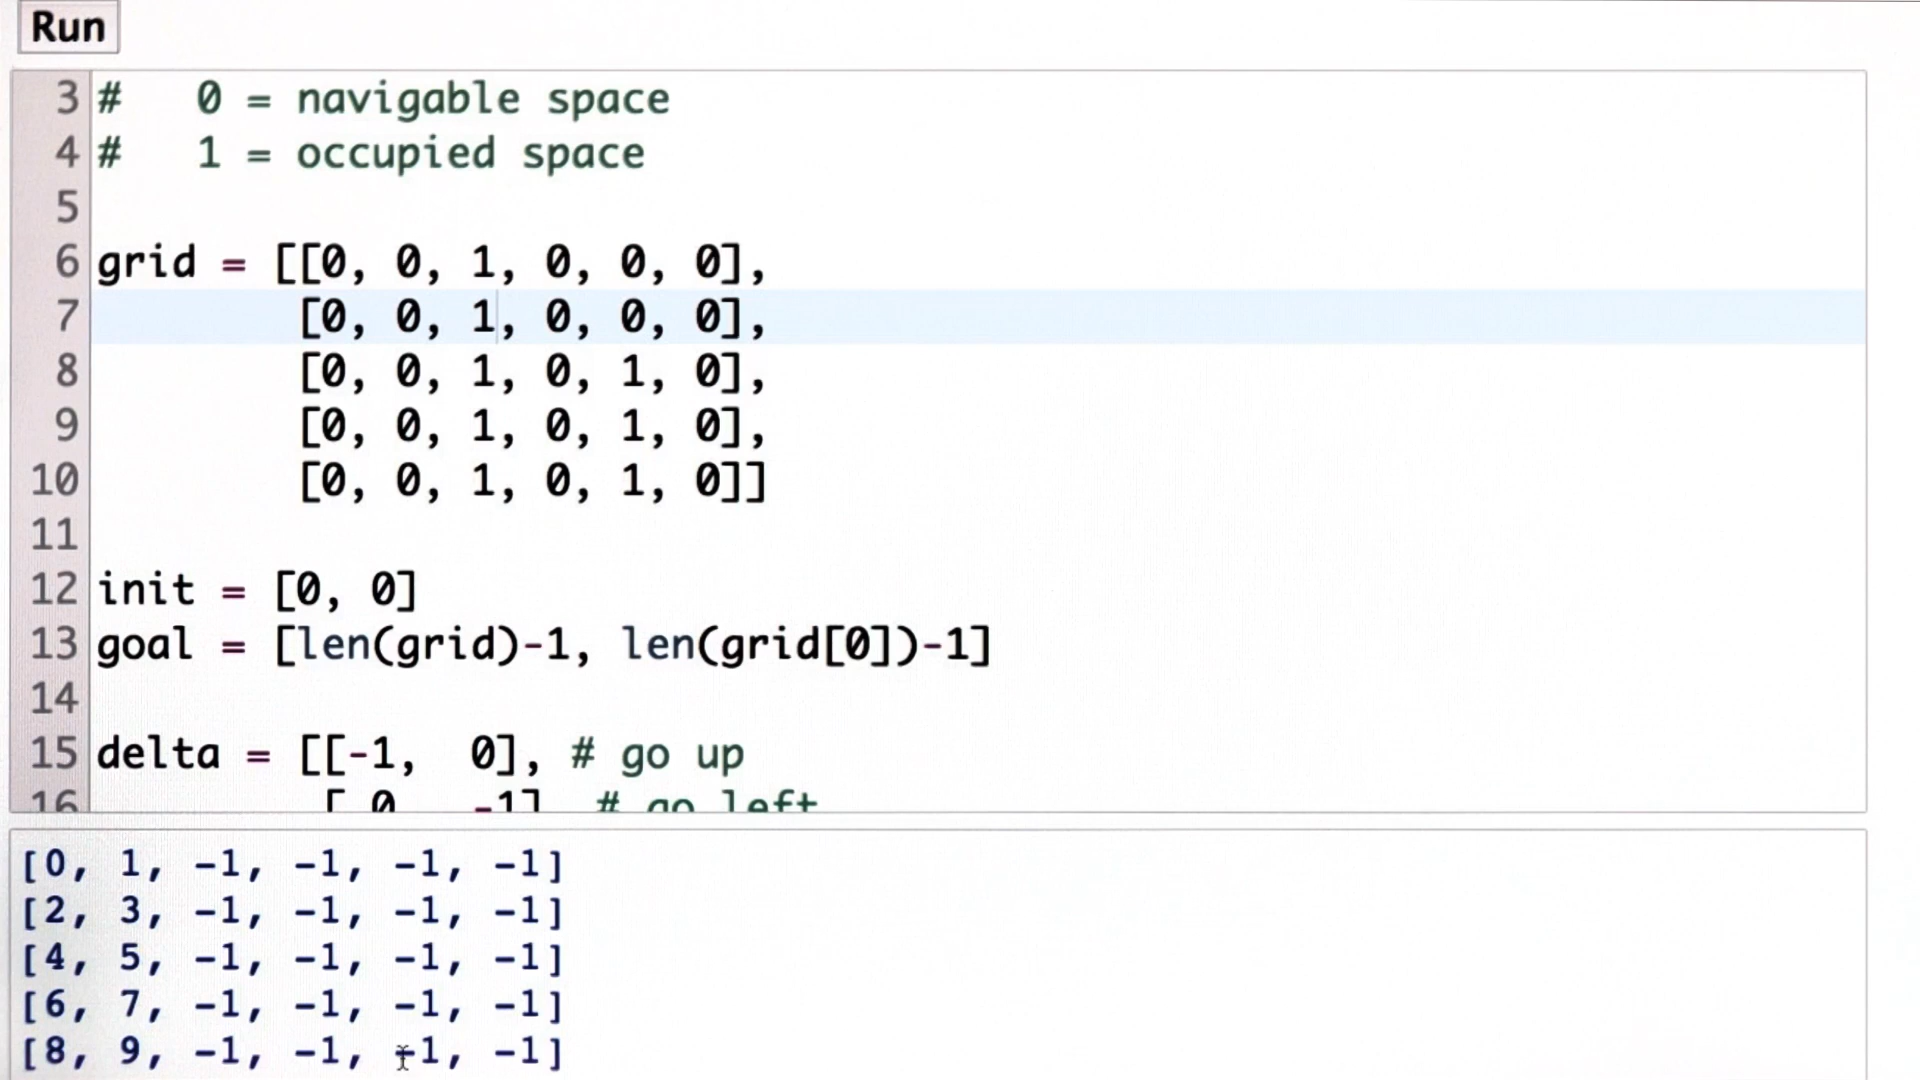 Run
3 #   0 = navigable space
4 #   1 = occupied space
5
6 grid = [[0, 0, 1, 0, 0, 0],
7         [0, 0, 1, 0, 0, 0],
8         [0, 0, 1, 0, 1, 0],
9         [0, 0, 1, 0, 1, 0],
10         [0, 0, 1, 0, 1, 0]]
11
12 init = [0, 0]
13 goal = [len(grid)-1, len(grid[0])-1]
14
15 delta = [[-1,  0], # go up
16          [ 0, -1], # go left
[0, 1, -1, -1, -1, -1]
[2, 3, -1, -1, -1, -1]
[4, 5, -1, -1, -1, -1]
[6, 7, -1, -1, -1, -1]
[8, 9, -1, -1, -1, -1]